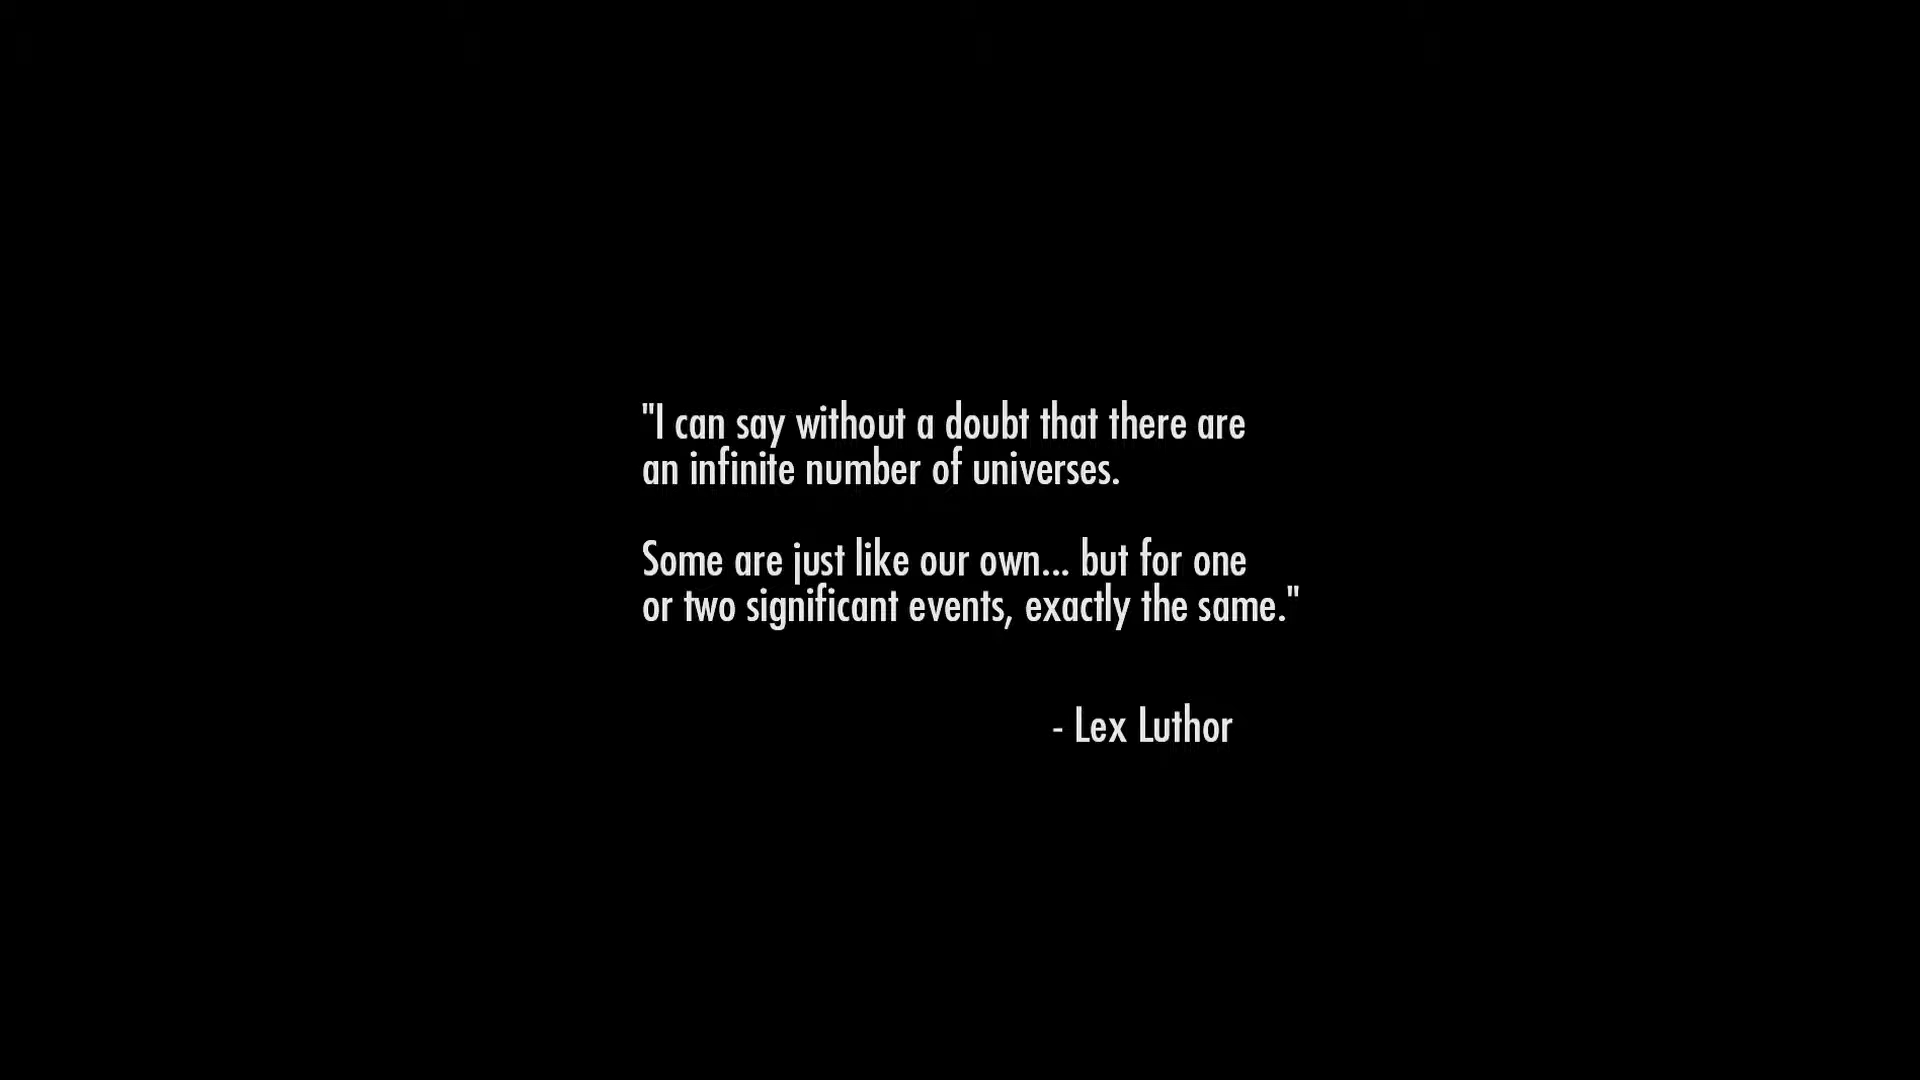 "I can say without a doubt that there are
an infinite number of universes.
Some are just like our own... but for one
or two significant events, exactly the same."
- Lex Luthor